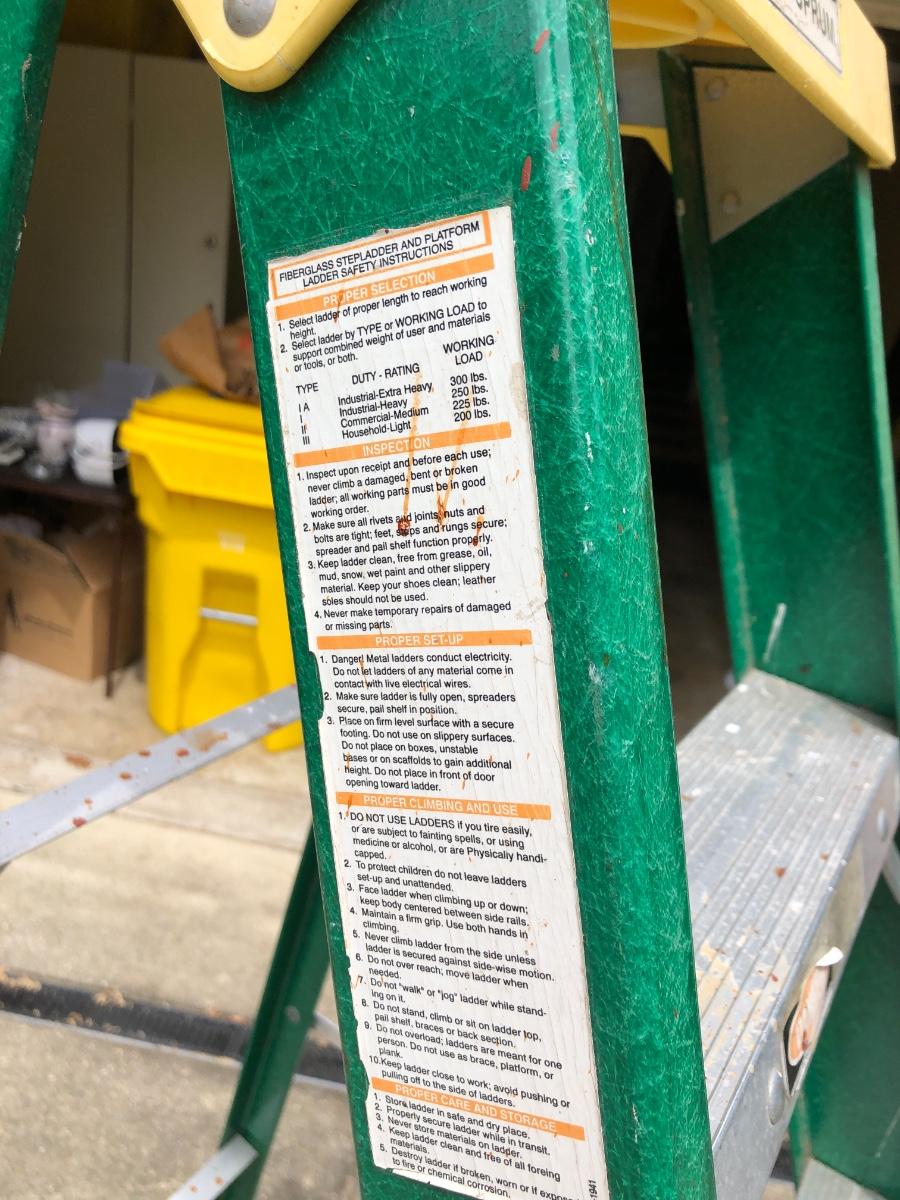 FIBERGLASS STEPLADDER AND PLATFORM
LADDER SAFETY INSTRUCTIONS
PROPER SELECTION
1. Select ladder of proper length to reach working
height.
2. Select ladder by TYPE or WORKING LOAD to
support combined weight of user and materials
or tools, or both.
TYPE DUTY - RATING WORKING LOAD
I A Industrial-Extra Heavy 300 lbs.
I Industrial-Heavy 250 lbs.
II Commercial-Medium 225 lbs.
III Household-Light 200 lbs.
INSPECTION
1. Inspect upon receipt and before each use;
never climb a damaged, bent or broken
ladder; all working parts must be in good
working order.
2. Make sure all rivets and joints, nuts and
bolts are tight; feet, steps and rungs secure;
spreader and pail shelf function properly.
3. Keep ladder clean, free from grease, oil,
mud, snow, wet paint and other slippery
material. Keep your shoes clean; leather
soles should not be used.
4. Never make temporary repairs of damaged
or missing parts.
PROPER SET-UP
1. Danger! Metal ladders conduct electricity.
Do not let ladders of any material come in
contact with live electrical wires.
2. Make sure ladder is fully open, spreaders
secure, pail shelf in position.
3. Place on firm level surface with a secure
footing. Do not use on slippery surfaces.
Do not place on boxes, unstable
bases or on scaffolds to gain additional
height. Do not place in front of door
opening toward ladder.
PROPER CLIMBING AND USE
1. DO NOT USE LADDERS if you tire easily,
or are subject to fainting spells, or using
medicine or alcohol, or are Physically handi-
capped.
2. To protect children do not leave ladders
set-up and unattended.
3. Face ladder when climbing up or down;
keep body centered between side rails.
4. Maintain a firm grip. Use both hands in
climbing.
5. Never climb ladder from the side unless
ladder is secured against side-wise motion.
6. Do not over reach; move ladder when
needed.
7. Do not "walk" or "jog" ladder while stand-
ing on it.
8. Do not stand, climb or sit on ladder top,
pail shelf, braces or back section.
9. Do not overload; ladders are meant for one
person. Do not use as brace, platform, or
plank.
10. Keep ladder close to work; avoid pushing or
pulling off to the side of ladders.
PROPER CARE AND STORAGE
1. Store ladder in safe and dry place.
2. Properly secure ladder while in transit.
3. Never store materials on ladder.
4. Keep ladder clean and free of all foreing
materials.
5. Destroy ladder if broken, worn or if expose
to fire or chemical corrosion.
1941